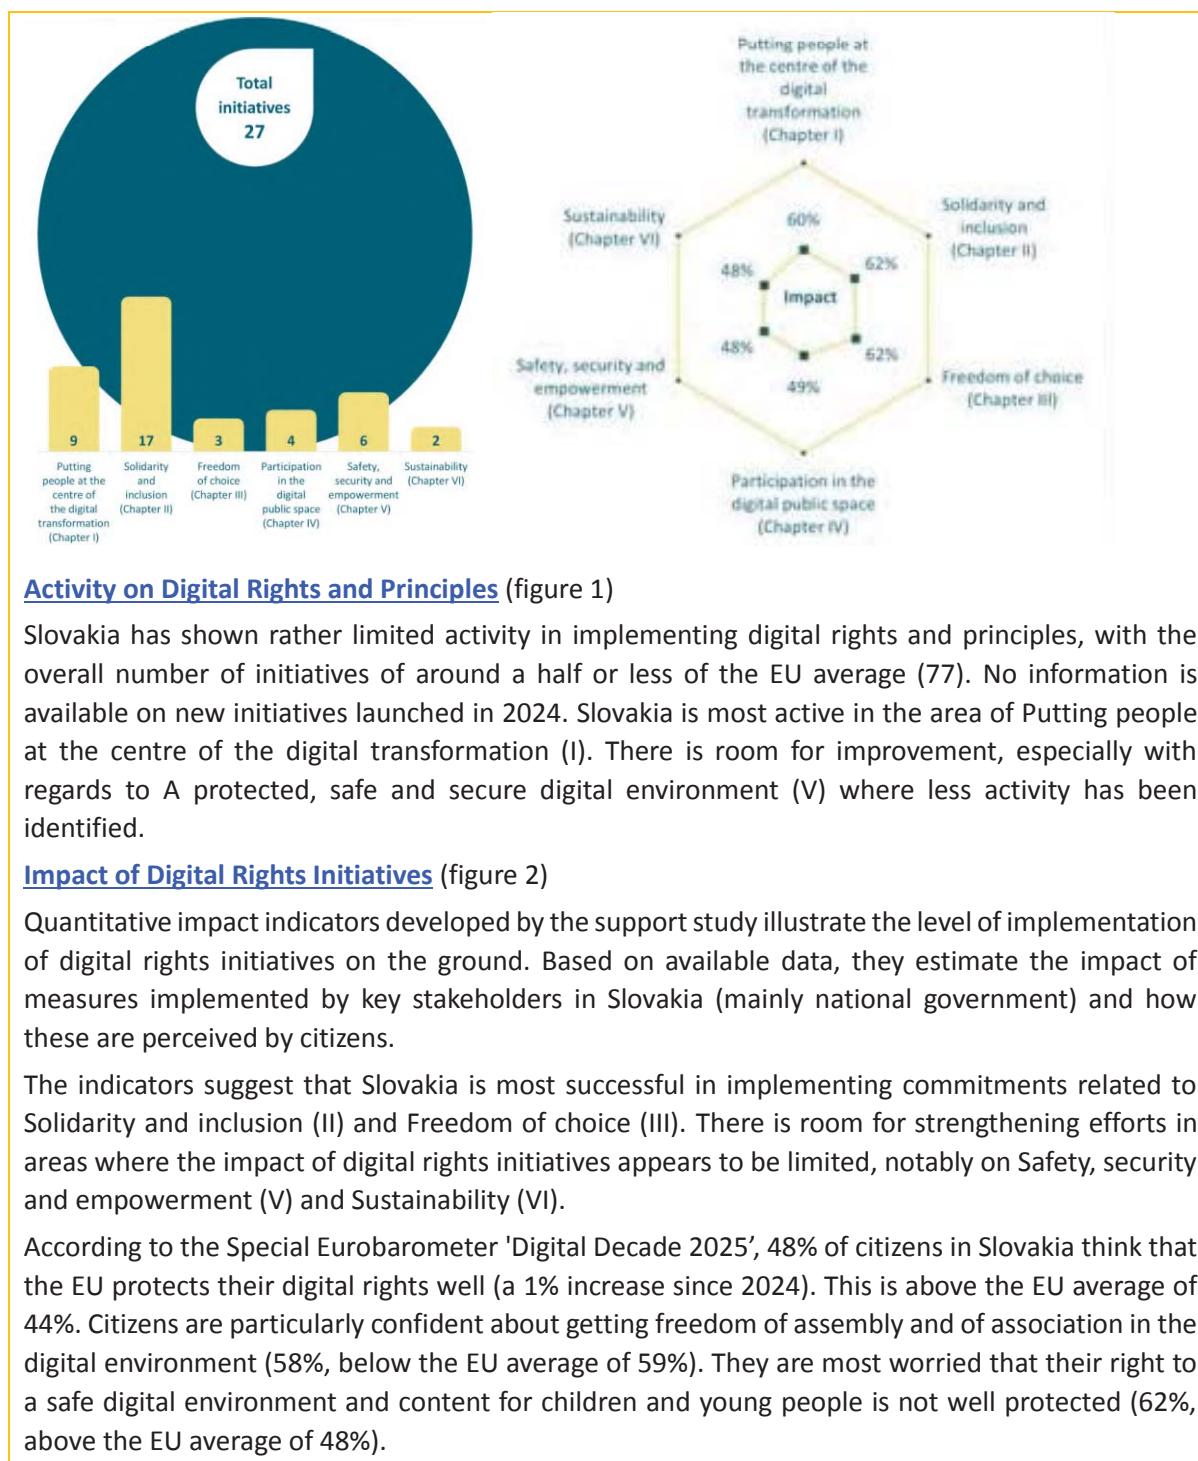 Total
initiatives
27
9
17
3
4
6
2
Putting
people at the
centre of
the digital
transformation
(Chapter I)
Solidarity
and
inclusion
(Chapter II)
Freedom
of choice
(Chapter III)
Participation
in the
digital
public space
(Chapter IV)
Safety,
security and
empowerment
(Chapter V)
Sustainability
(Chapter VI)
Putting people at
the centre of the
digital
transformation
(Chapter I)
Solidarity and
inclusion
(Chapter II)
Freedom of choice
(Chapter III)
Participation in the
digital public space
(Chapter IV)
Safety, security and
empowerment
(Chapter V)
Sustainability
(Chapter VI)
60%
62%
62%
49%
48%
48%
Impact
Activity on Digital Rights and Principles (figure 1)
Slovakia has shown rather limited activity in implementing digital rights and principles, with the
overall number of initiatives of around a half or less of the EU average (77). No information is
available on new initiatives launched in 2024. Slovakia is most active in the area of Putting people
at the centre of the digital transformation (I). There is room for improvement, especially with
regards to A protected, safe and secure digital environment (V) where less activity has been
identified.
Impact of Digital Rights Initiatives (figure 2)
Quantitative impact indicators developed by the support study illustrate the level of implementation
of digital rights initiatives on the ground. Based on available data, they estimate the impact of
measures implemented by key stakeholders in Slovakia (mainly national government) and how
these are perceived by citizens.
The indicators suggest that Slovakia is most successful in implementing commitments related to
Solidarity and inclusion (II) and Freedom of choice (III). There is room for strengthening efforts in
areas where the impact of digital rights initiatives appears to be limited, notably on Safety, security
and empowerment (V) and Sustainability (VI).
According to the Special Eurobarometer 'Digital Decade 2025’, 48% of citizens in Slovakia think that
the EU protects their digital rights well (a 1% increase since 2024). This is above the EU average of
44%. Citizens are particularly confident about getting freedom of assembly and of association in the
digital environment (58%, below the EU average of 59%). They are most worried that their right to
a safe digital environment and content for children and young people is not well protected (62%,
above the EU average of 48%).